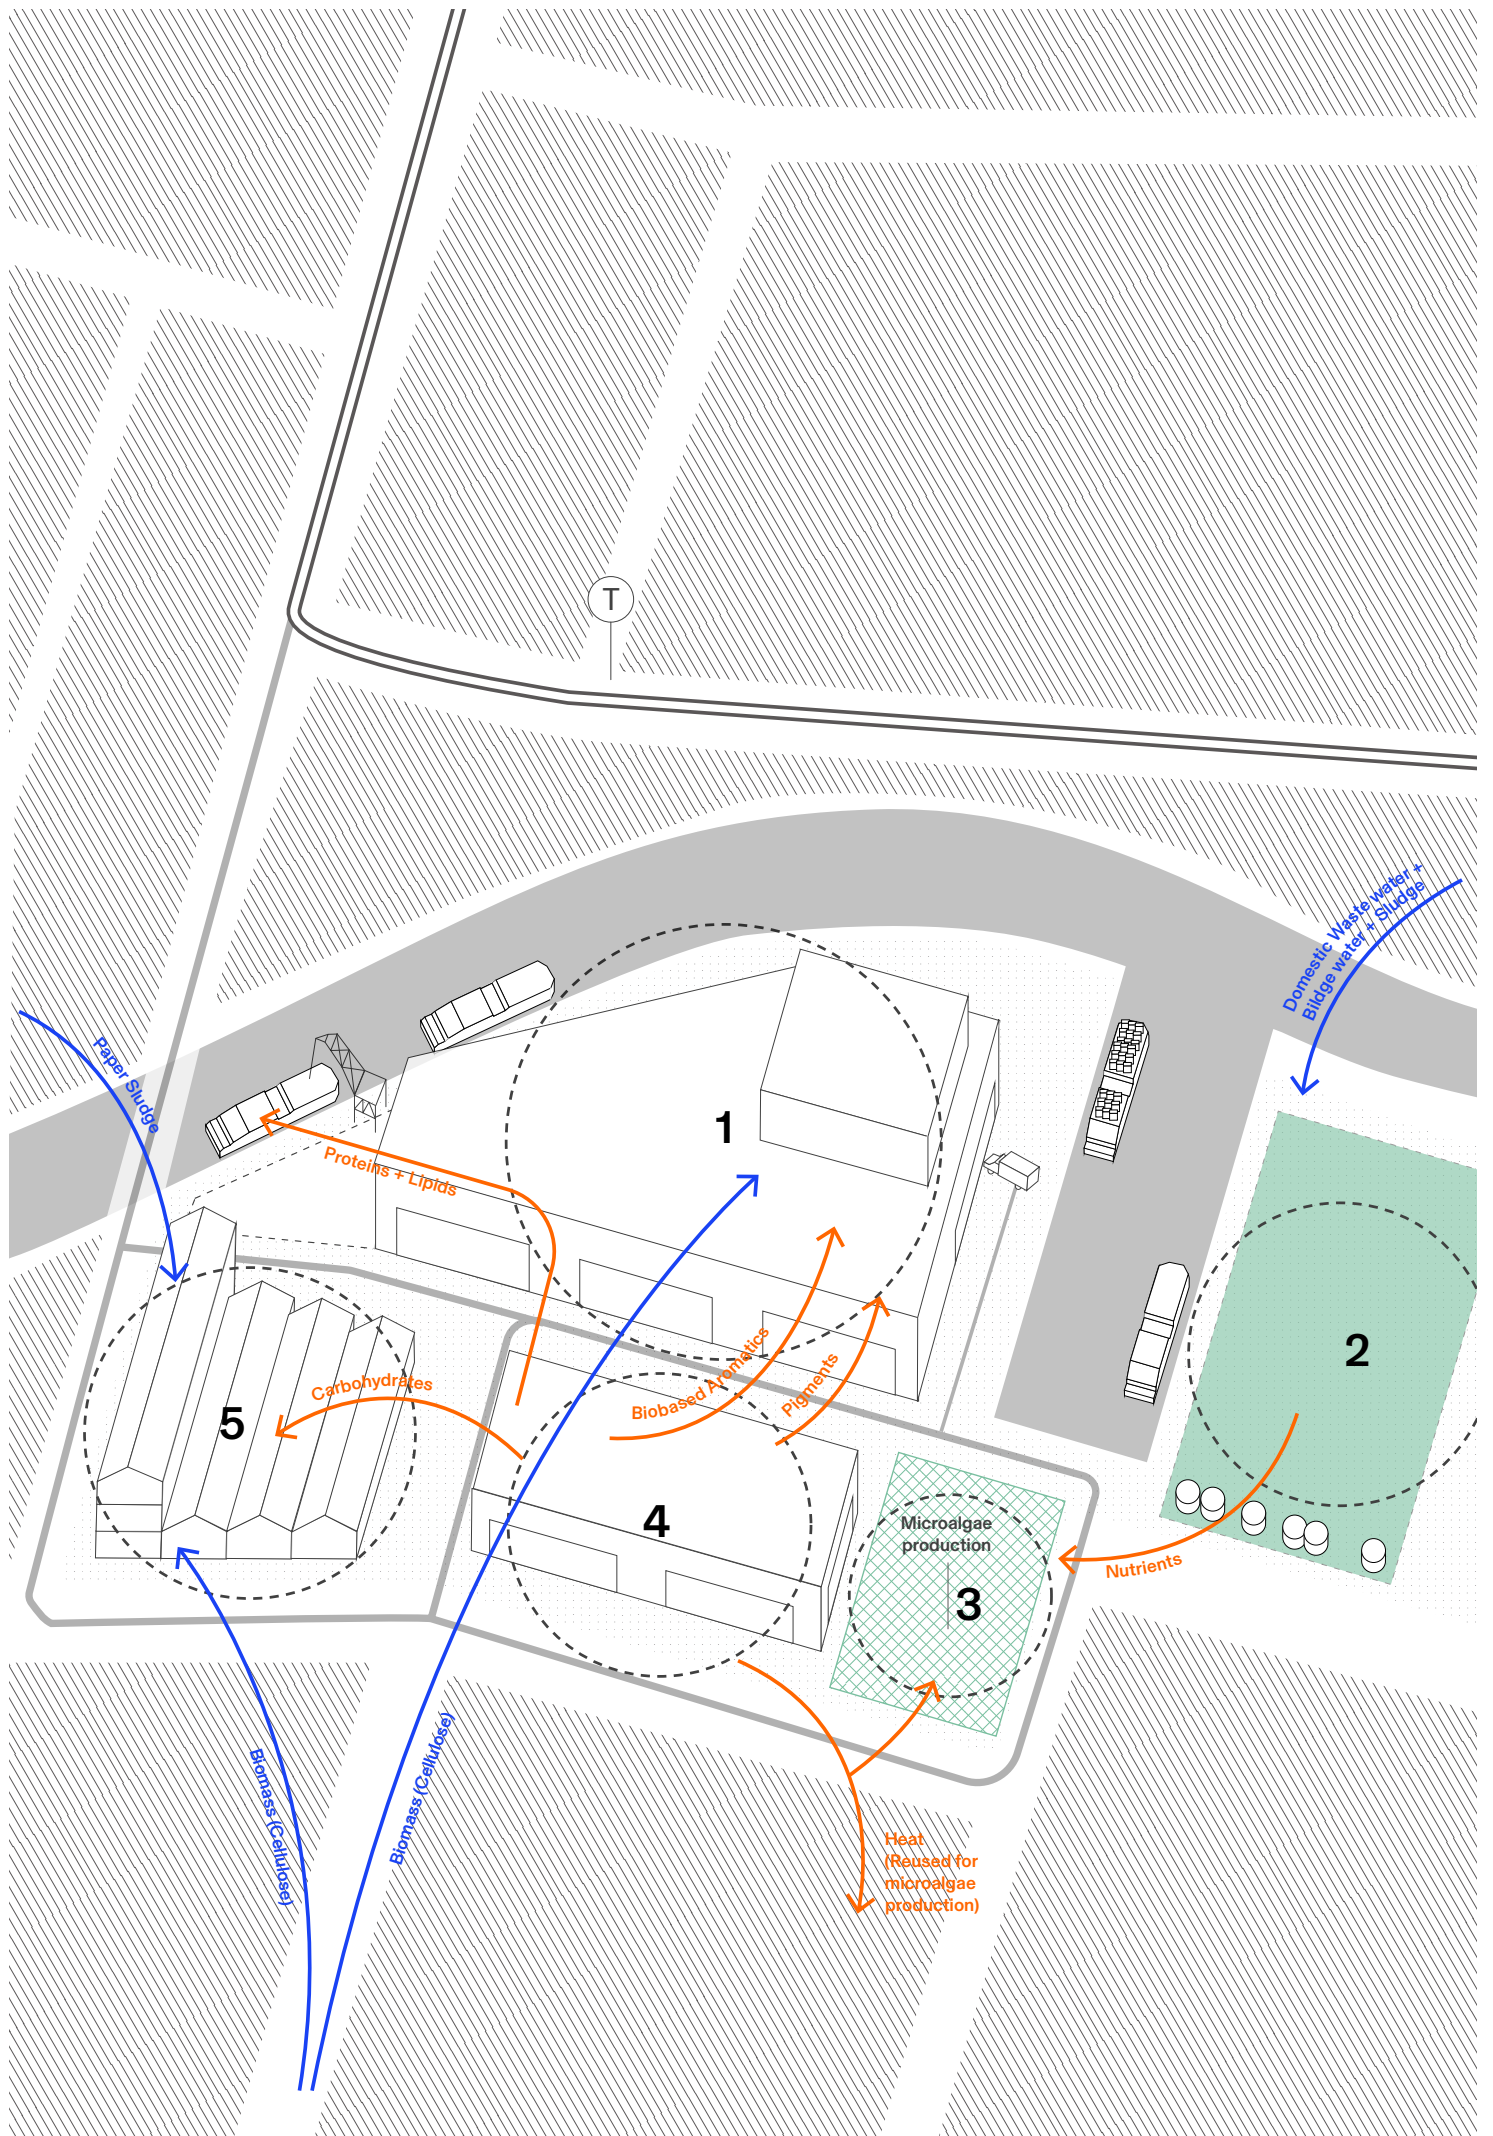 T
Domestic Waste water +
Bildge water + Sludge
Paper Sludge
1
Proteins + Lipids
2
Biobased Aromatics
Pigments
Carbohydrates
5
4
Microalgae
production
3
Nutrients
Biomass (Cellulose)
Biomass (Cellulose)
Heat
(Reused for
microalgae
production)